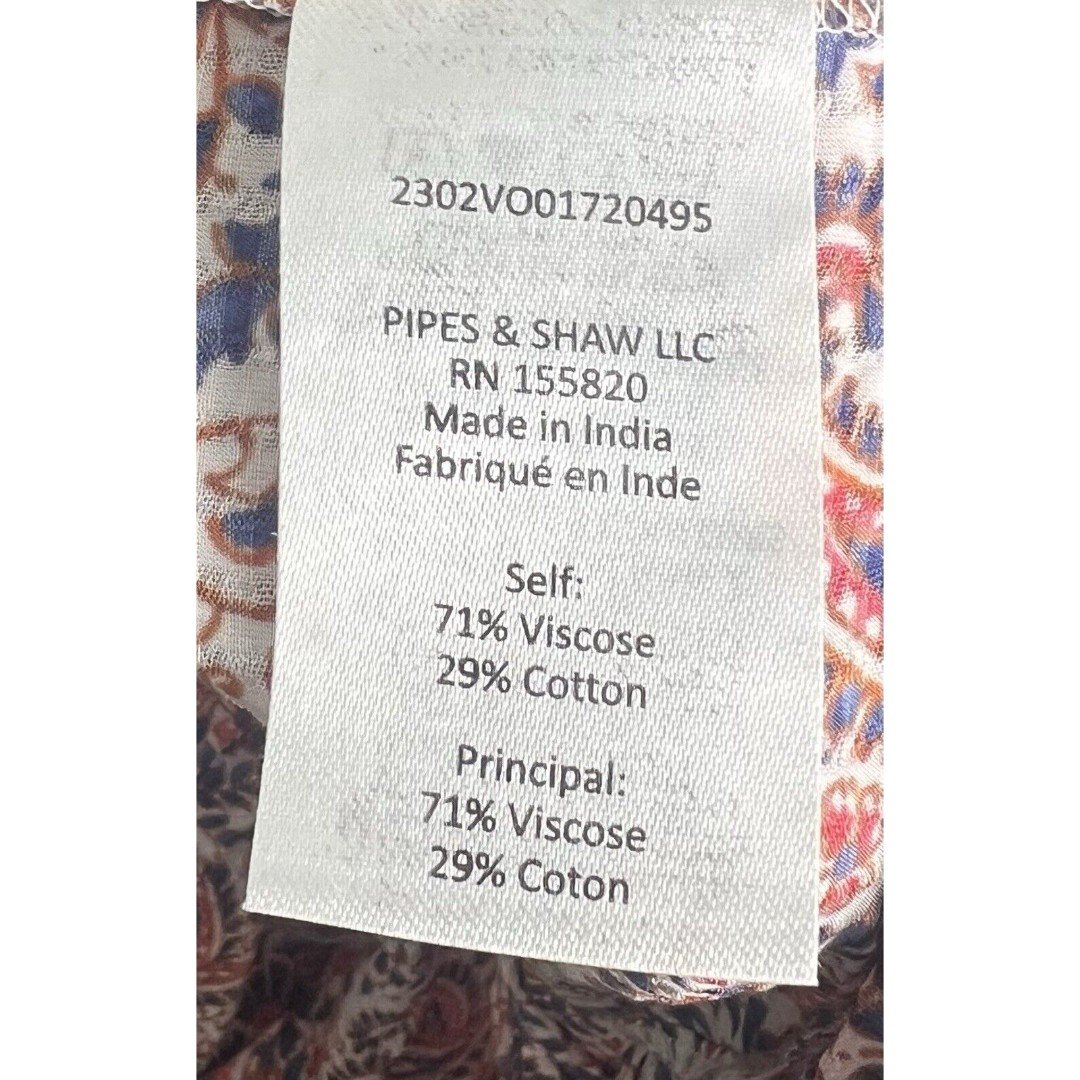 2302VO01720495
PIPES & SHAW LLC
RN 155820
Made in India
Fabriqué en Inde
Self:
71% Viscose
29% Cotton
Principal:
71% Viscose
29% Coton